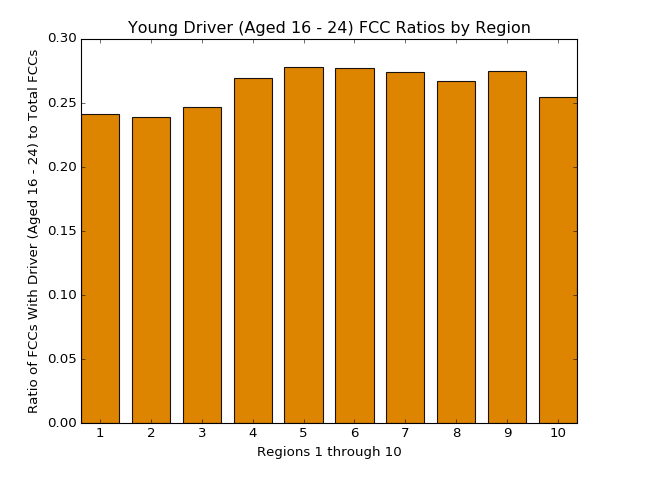 Young Driver (Aged 16 - 24) FCC Ratios by Region
Ratio of FCCs With Driver (Aged 16 - 24) to Total FCCs
0.30
0.25
0.20
0.15
0.10
0.05
0.00
1 2 3 4 5 6 7 8 9 10
Regions 1 through 10